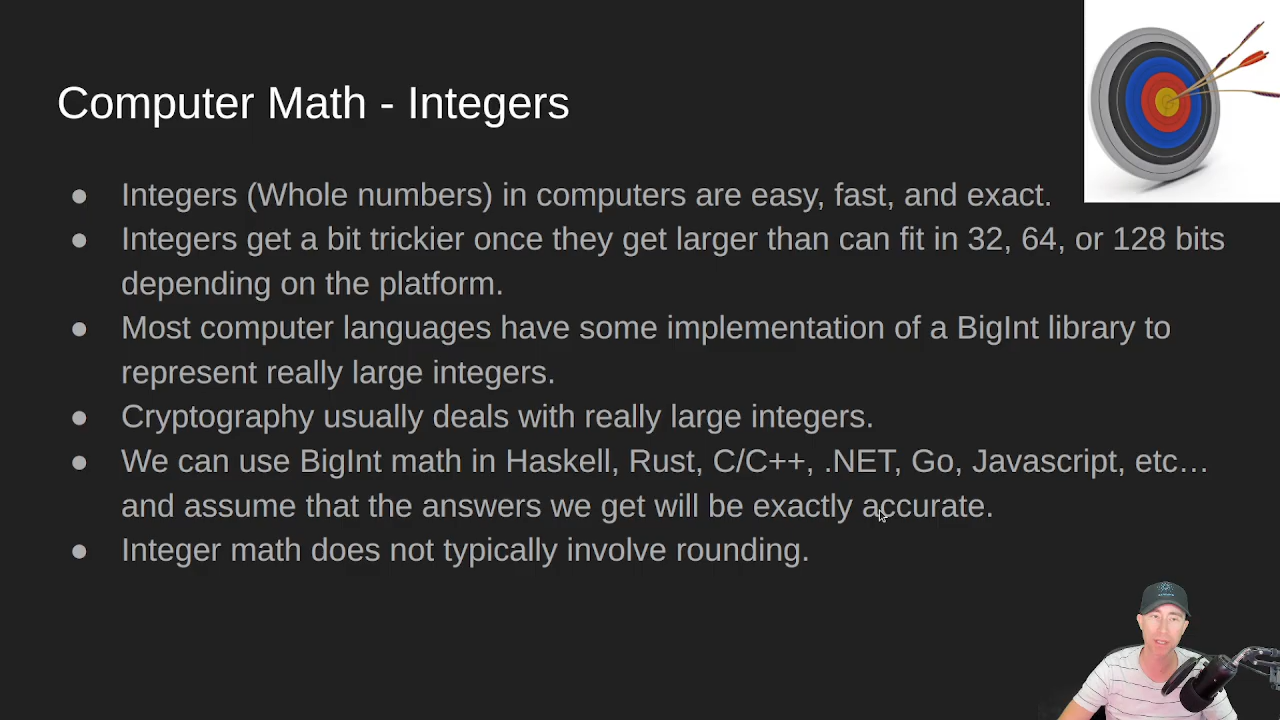 Computer Math - Integers
● Integers (Whole numbers) in computers are easy, fast, and exact.
● Integers get a bit trickier once they get larger than can fit in 32, 64, or 128 bits
depending on the platform.
● Most computer languages have some implementation of a BigInt library to
represent really large integers.
● Cryptography usually deals with really large integers.
● We can use BigInt math in Haskell, Rust, C/C++, .NET, Go, Javascript, etc…
and assume that the answers we get will be exactly accurate.
● Integer math does not typically involve rounding.